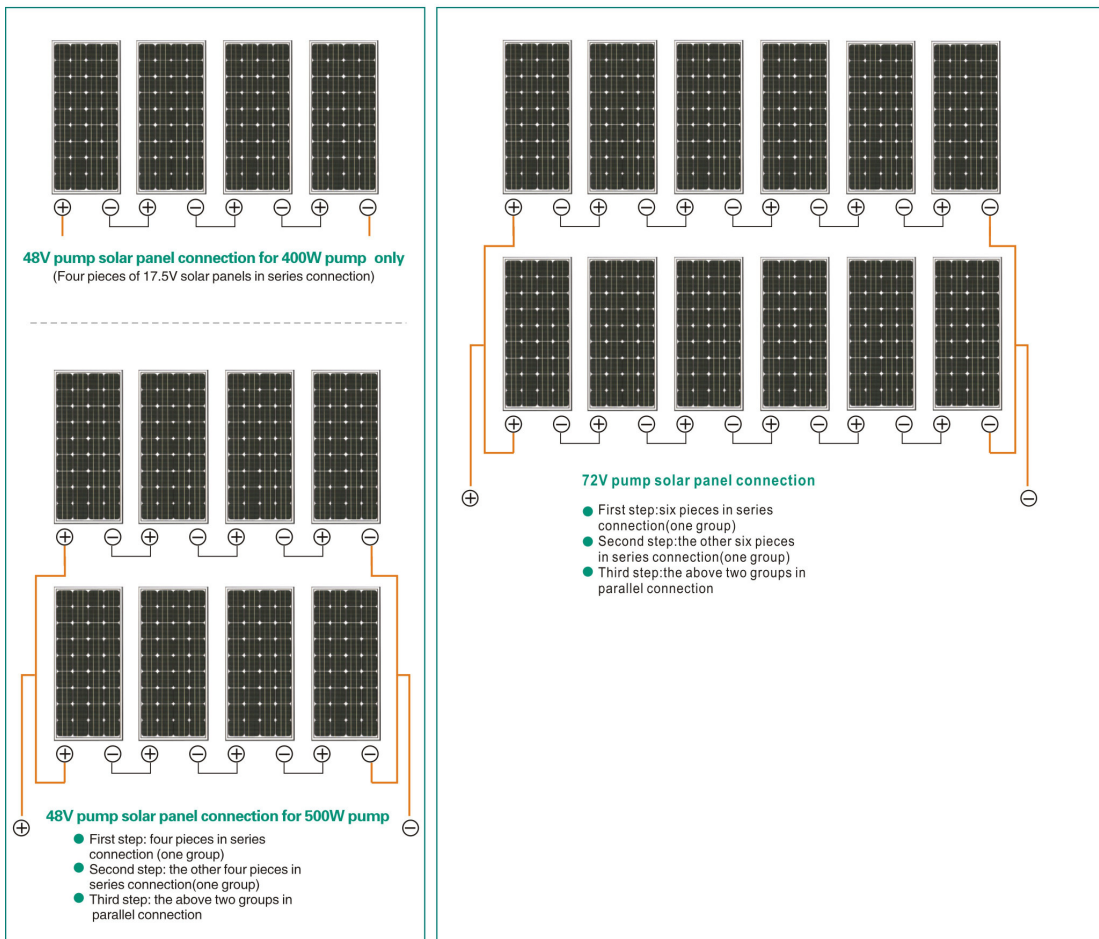 48V pump solar panel connection for 400W pump only
(Four pieces of 17.5V solar panels in series connection)
48V pump solar panel connection for 500W pump
First step: four pieces in series
connection (one group)
Second step: the other four pieces in
series connection(one group)
Third step: the above two groups in
parallel connection
72V pump solar panel connection
First step:six pieces in series
connection(one group)
Second step:the other six pieces
in series connection(one group)
Third step:the above two groups in
parallel connection